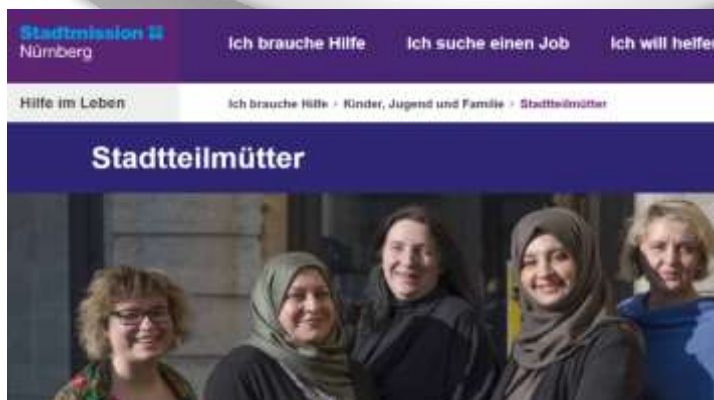 Stadtmission
Nürnberg
Ich brauche Hilfe
Ich suche einen Job
Ich will helfen
Hilfe im Leben
Ich brauche Hilfe › Kinder, Jugend und Familie › Stadtteilmütter
Stadtteilmütter